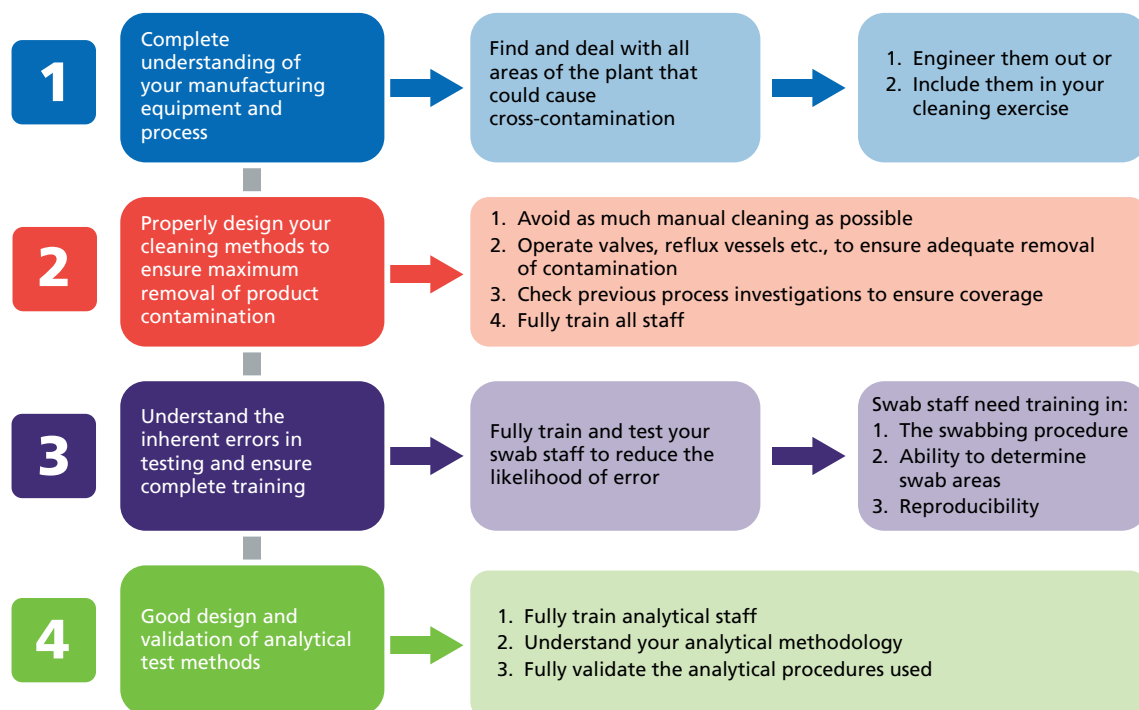 1
Complete
understanding of
your manufacturing
equipment and
process
Find and deal with all
areas of the plant that
could cause
cross-contamination
1. Engineer them out or
2. Include them in your
cleaning exercise
2
Properly design your
cleaning methods to
ensure maximum
removal of product
contamination
1. Avoid as much manual cleaning as possible
2. Operate valves, reflux vessels etc., to ensure adequate removal
of contamination
3. Check previous process investigations to ensure coverage
4. Fully train all staff
3
Understand the
inherent errors in
testing and ensure
complete training
Fully train and test your
swab staff to reduce the
likelihood of error
Swab staff need training in:
1. The swabbing procedure
2. Ability to determine
swab areas
3. Reproducibility
4
Good design and
validation of analytical
test methods
1. Fully train analytical staff
2. Understand your analytical methodology
3. Fully validate the analytical procedures used